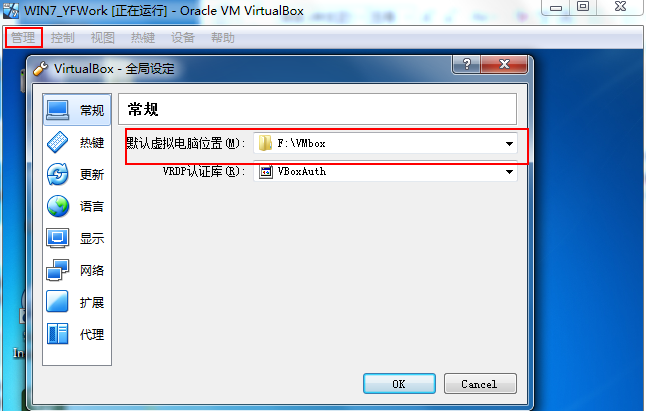 WIN7_YFWork [正在运行] - Oracle VM VirtualBox
管理 控制 视图 热键 设备 帮助
VirtualBox - 全局设定
常规
常规
默认虚拟电脑位置(M): F:\VMbox
热键
VRDP认证库(R): VBoxAuth
更新
语言
显示
网络
扩展
代理
In
OK Cancel